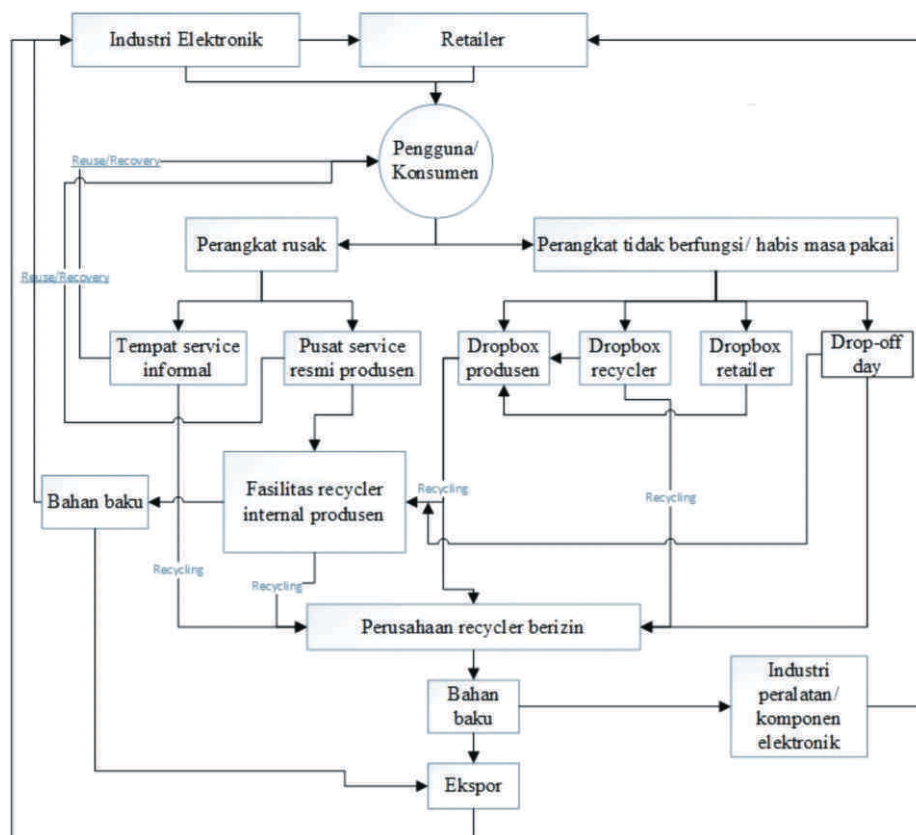 Industri Elektronik
Retailer
Pengguna/
Konsumen
Reuse/Recovery
Perangkat rusak
Perangkat tidak berfungsi/ habis masa pakai
Reuse/Recovery
Tempat service
informal
Pusat service
resmi produsen
Dropbox
produsen
Dropbox
recycler
Dropbox
retailer
Drop-off
day
Bahan baku
Fasilitas recycler
internal produsen
Recycling
Recycling
Recycling
Recycling
Perusahaan recycler berizin
Bahan
baku
Industri
peralatan/
komponen
elektronik
Ekspor